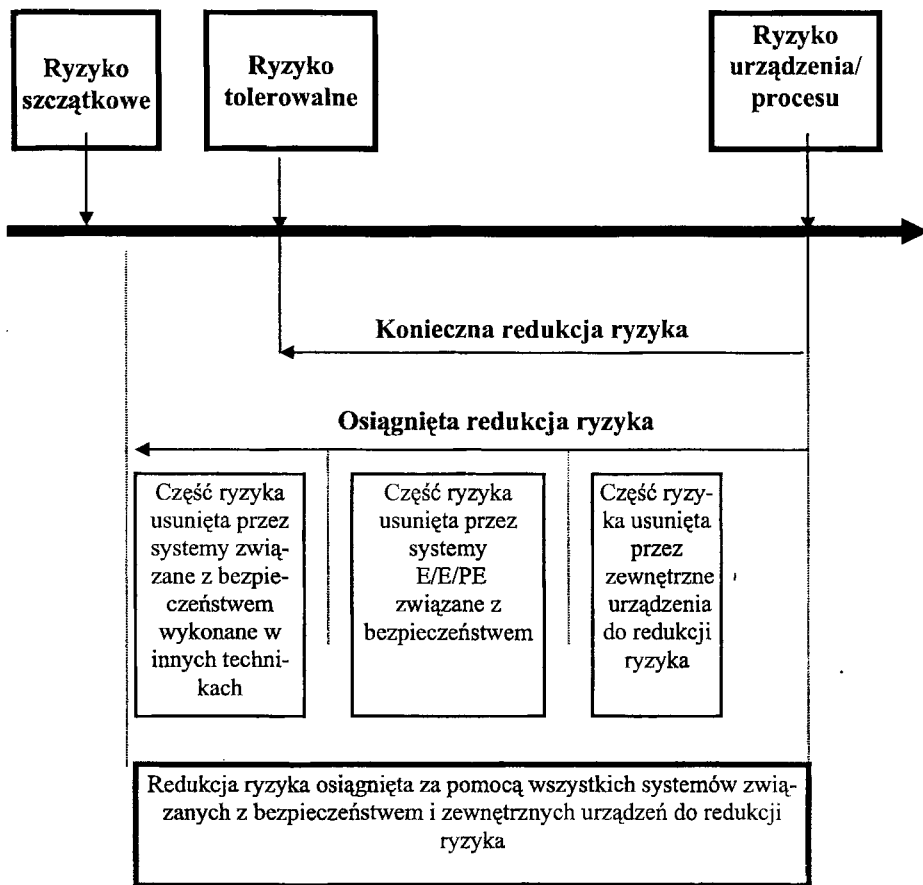 Ryzyko
szczątkowe
Ryzyko
tolerowalne
Ryzyko
urządzenia/
procesu
Konieczna redukcja ryzyka
Osiągnięta redukcja ryzyka
Część ryzyka
usunięta przez
systemy zwią-
zane z bezpie-
czeństwem
wykonane w
innych techni-
kach
Część ryzyka
usunięta przez
systemy
E/E/PE
związane z
bezpieczeństwem
Część ryzy-
ka usunięta
przez
zewnętrzne
urządzenia
do redukcji
ryzyka
Redukcja ryzyka osiągnięta za pomocą wszystkich systemów zwią-
zanych z bezpieczeństwem i zewnętrznych urządzeń do redukcji
ryzyka